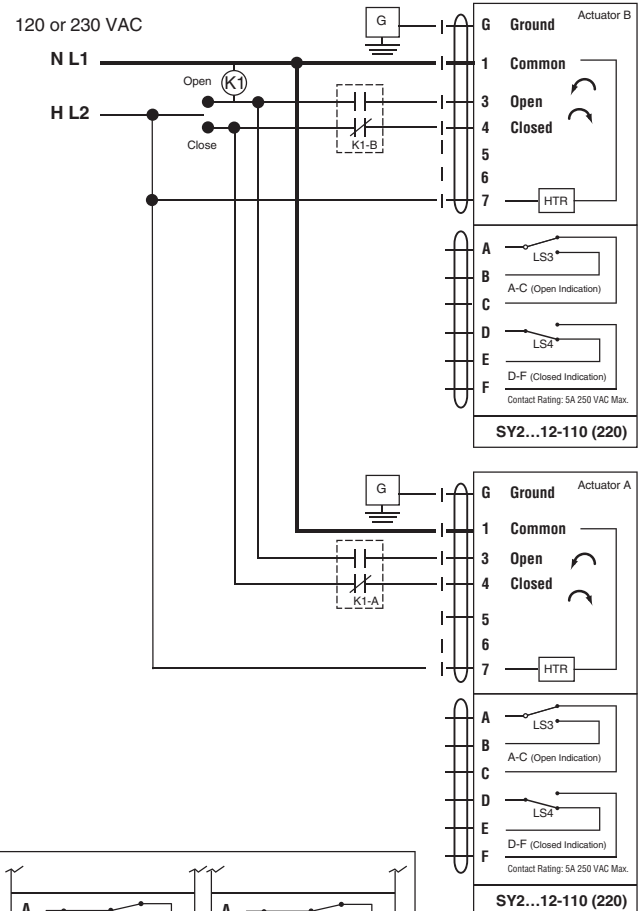 120 or 230 VAC
N L1
H L2
Open
K1
Close
K1-B
G
G Ground
Actuator B
1 Common
3 Open
4 Closed
5
6
7
HTR
A
LS3
B
A-C (Open Indication)
C
D
LS4
E
D-F (Closed Indication)
F
Contact Rating: 5A 250 VAC Max.
SY2…12-110 (220)
G
G Ground
Actuator A
1 Common
3 Open
4 Closed
K1-A
5
6
7
HTR
A
LS3
B
A-C (Open Indication)
C
D
LS4
E
D-F (Closed Indication)
F
Contact Rating: 5A 250 VAC Max.
SY2…12-110 (220)
A
A